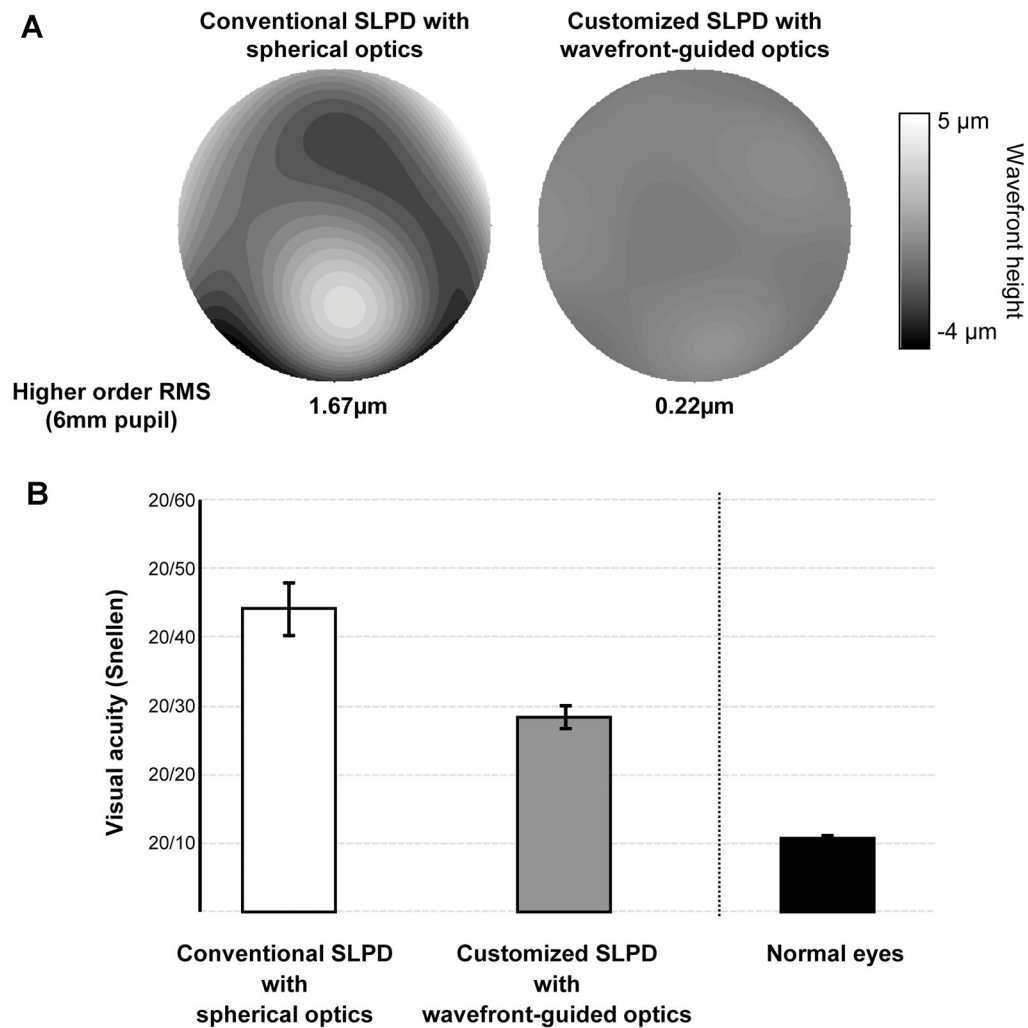 A
Conventional SLPD with
spherical optics
Customized SLPD with
wavefront-guided optics
5 µm
Wavefront height
-4 µm
Higher order RMS
(6mm pupil)
1.67µm
0.22µm
B
Visual acuity (Snellen)
20/60
20/50
20/40
20/30
20/20
20/10
Conventional SLPD
with
spherical optics
Customized SLPD
with
wavefront-guided optics
Normal eyes